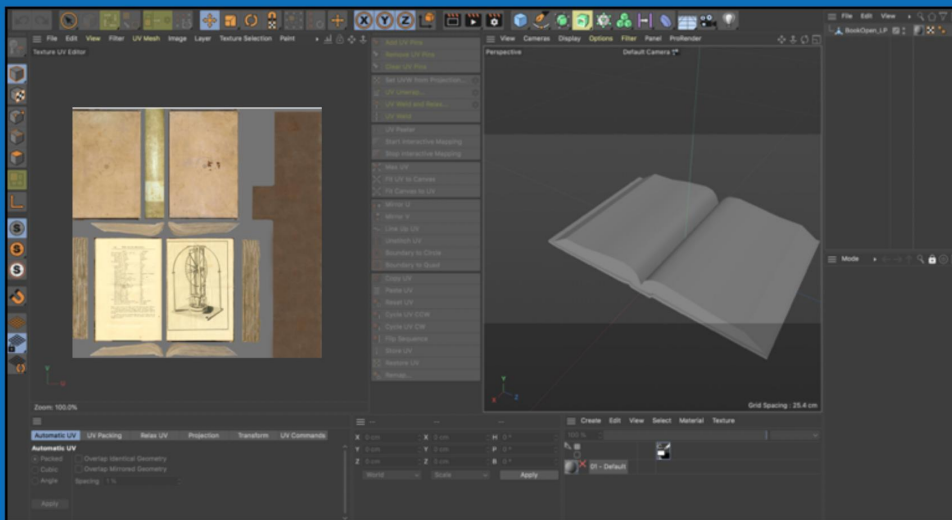 X Y Z
File Edit View Filter UV Mesh Image Layer Texture Selection Paint
Texture UV Editor
Add UV Pins
Remove UV Pins
Clear UV Pins
Set UVW from Projection...
UV Unwrap...
UV Weld and Relax...
UV Weld
UV Peeler
Start Interactive Mapping
Stop Interactive Mapping
Max UV
Fit UV to Canvas
Fit Canvas to UV
Mirror U
Mirror V
Line Up UV
Unstitch UV
Boundary to Circle
Boundary to Quad
Copy UV
Paste UV
Reset UV
Cycle UV CCW
Cycle UV CW
Flip Sequence
Store UV
Restore UV
Remap...
Zoom: 100.0%
View Cameras Display Options Filter Panel ProRender
Perspective
Default Camera
Grid Spacing : 25.4 cm
File Edit View
BookOpen_LP
Mode
Automatic UV UV Packing Relax UV Projection Transform UV Commands
Automatic UV
Packed Overlap Identical Geometry
Cubic Overlap Mirrored Geometry
Angle Spacing 1 %
Apply
X 0 cm X 0 cm H 0 °
Y 0 cm Y 0 cm P 0 °
Z 0 cm Z 0 cm B 0 °
World Scale Apply
Create Edit View Select Material Texture
01 - Default